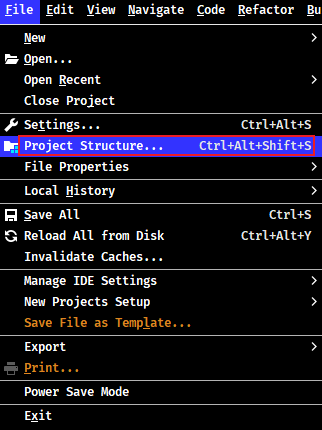 File Edit View Navigate Code Refactor Bu
New
Open...
Open Recent
Close Project
Settings... Ctrl+Alt+S
Project Structure... Ctrl+Alt+Shift+S
File Properties
Local History
Save All Ctrl+S
Reload All from Disk Ctrl+Alt+Y
Invalidate Caches...
Manage IDE Settings
New Projects Setup
Save File as Template...
Export
Print...
Power Save Mode
Exit